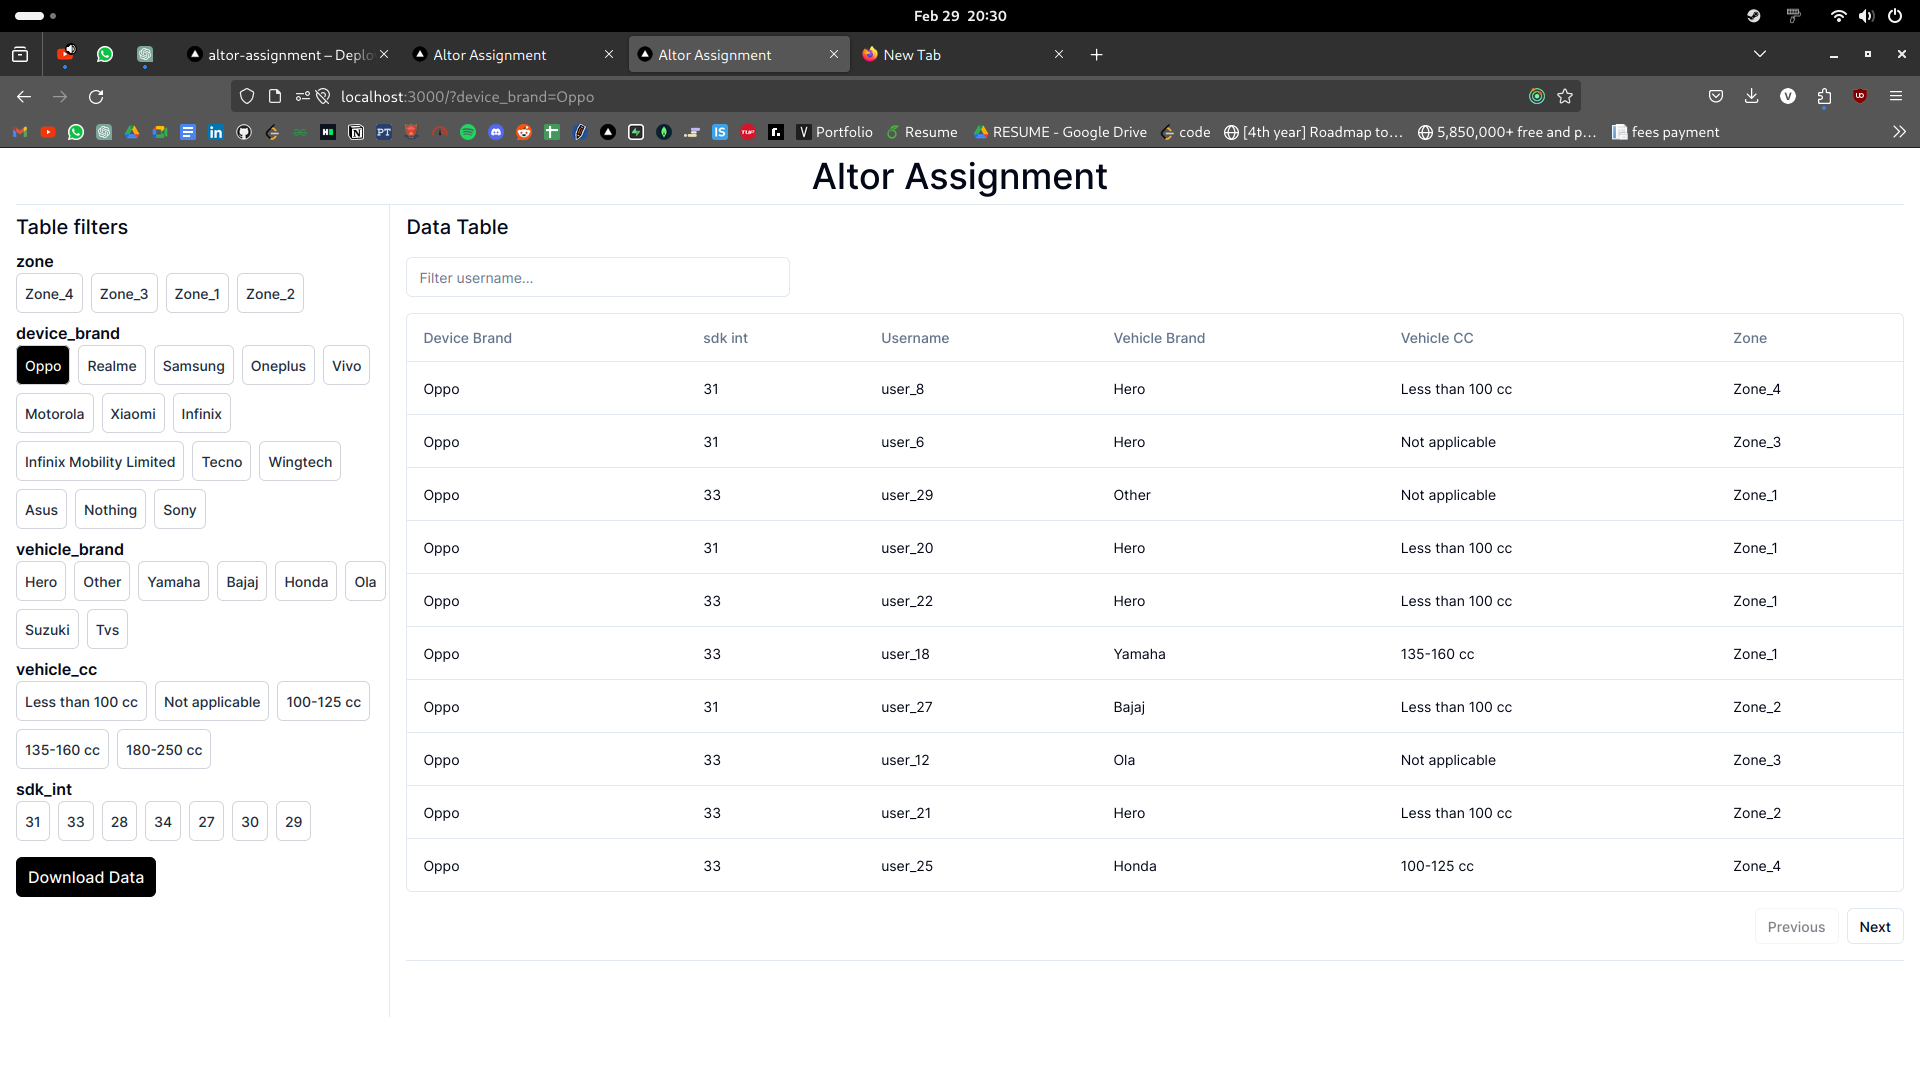 Feb 29 20:30
altor-assignment – Deplo
Altor Assignment
Altor Assignment
New Tab
localhost:3000/?device_brand=Oppo
Portfolio
Resume
RESUME - Google Drive
code
[4th year] Roadmap to...
5,850,000+ free and p...
fees payment
Altor Assignment
Table filters
zone
Zone_4 Zone_3 Zone_1 Zone_2
device_brand
Oppo Realme Samsung Oneplus Vivo
Motorola Xiaomi Infinix
Infinix Mobility Limited Tecno Wingtech
Asus Nothing Sony
vehicle_brand
Hero Other Yamaha Bajaj Honda Ola
Suzuki Tvs
vehicle_cc
Less than 100 cc Not applicable 100-125 cc
135-160 cc 180-250 cc
sdk_int
31 33 28 34 27 30 29
Download Data
Data Table
Filter username...
Device Brand sdk int Username Vehicle Brand Vehicle CC Zone
Oppo 31 user_8 Hero Less than 100 cc Zone_4
Oppo 31 user_6 Hero Not applicable Zone_3
Oppo 33 user_29 Other Not applicable Zone_1
Oppo 31 user_20 Hero Less than 100 cc Zone_1
Oppo 33 user_22 Hero Less than 100 cc Zone_1
Oppo 33 user_18 Yamaha 135-160 cc Zone_1
Oppo 31 user_27 Bajaj Less than 100 cc Zone_2
Oppo 33 user_12 Ola Not applicable Zone_3
Oppo 33 user_21 Hero Less than 100 cc Zone_2
Oppo 33 user_25 Honda 100-125 cc Zone_4
Previous Next